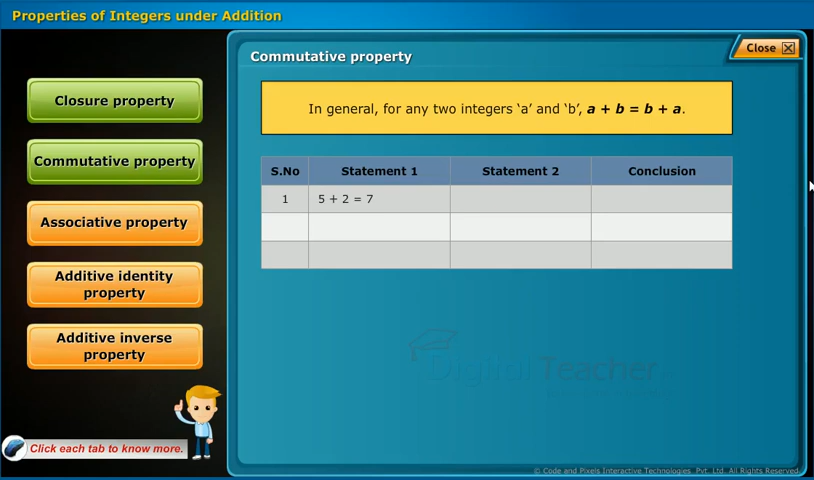 Properties of Integers under Addition
Close
Commutative property
Closure property
Commutative property
Associative property
Additive identity
property
Additive inverse
property
In general, for any two integers ‘a’ and ‘b’, a + b = b + a.
S.No Statement 1 Statement 2 Conclusion
1 5 + 2 = 7
Digital Teacher
Click each tab to know more.
© Code and Pixels Interactive Technologies Pvt. Ltd. All Rights Reserved.